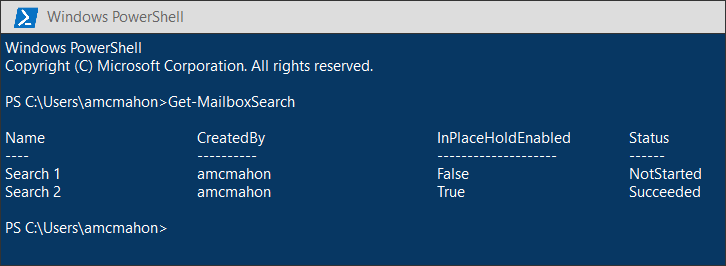 Windows PowerShell
Windows PowerShell
Copyright (C) Microsoft Corporation. All rights reserved.
PS C:\Users\amcmahon>Get-MailboxSearch
Name CreatedBy InPlaceHoldEnabled Status
---- ---------- -------------------- ------
Search 1 amcmahon False NotStarted
Search 2 amcmahon True Succeeded
PS C:\Users\amcmahon>